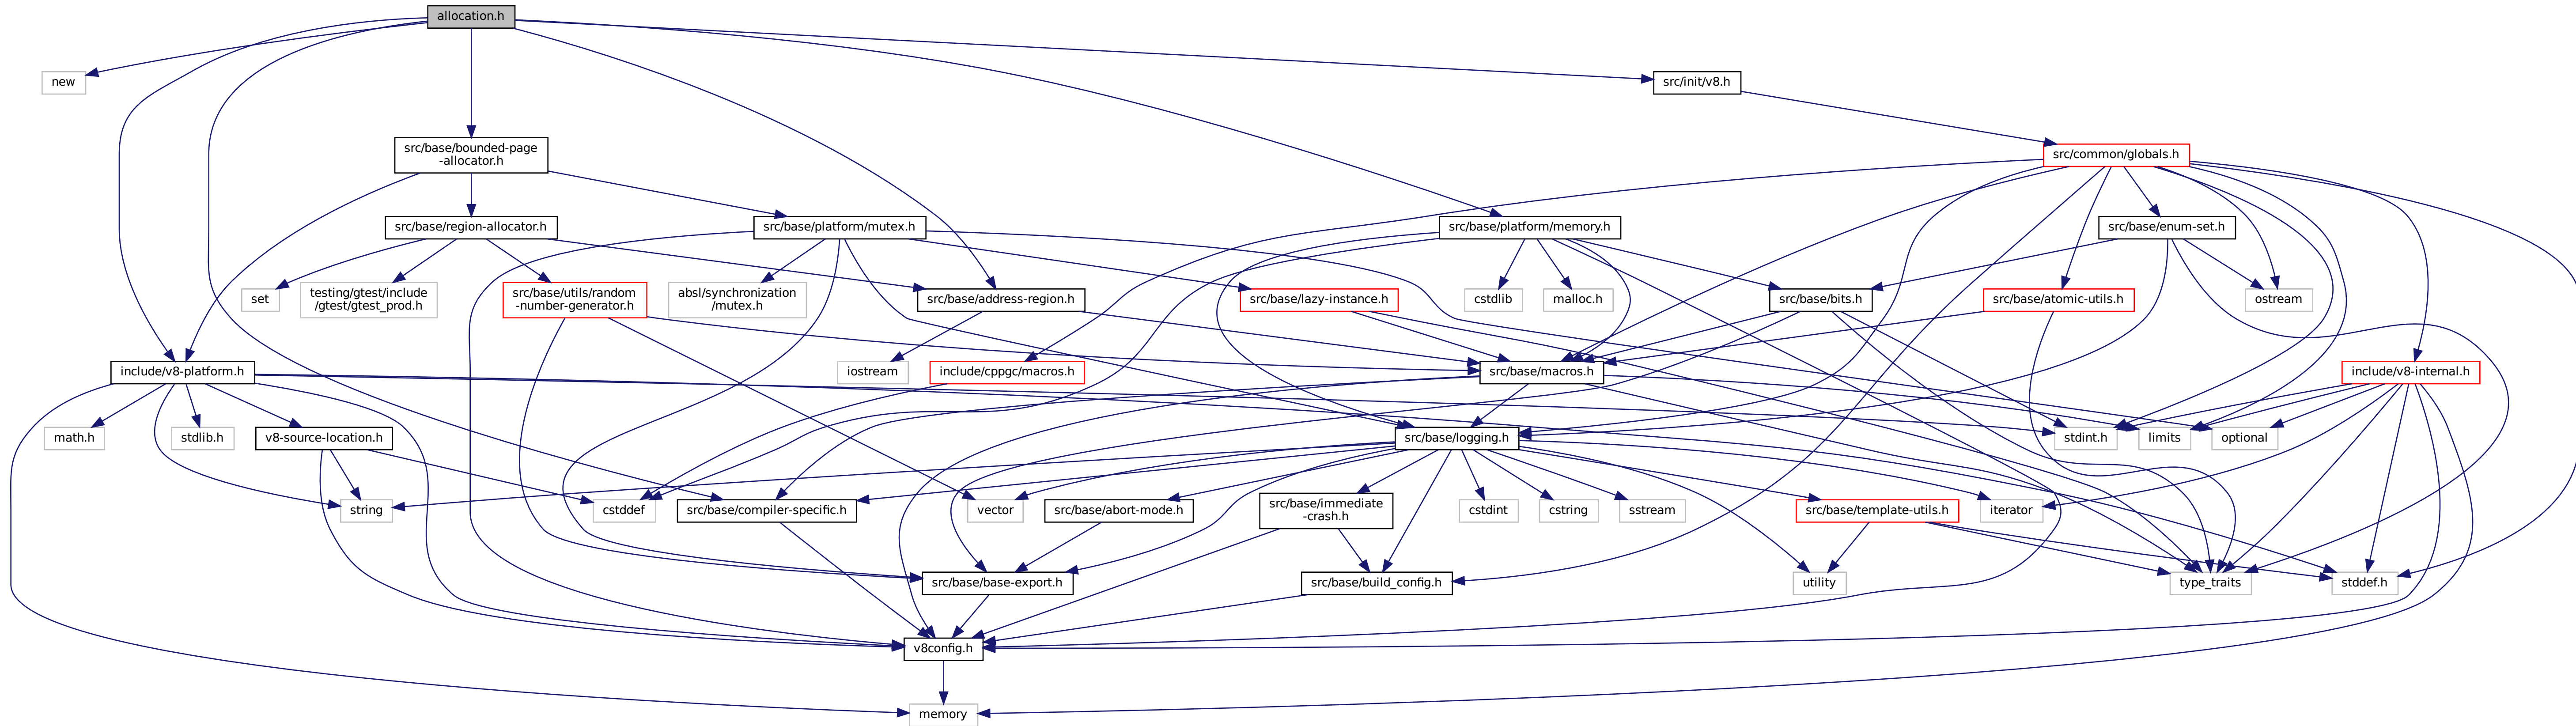 allocation.h
new
src/init/v8.h
src/base/bounded-page
-allocator.h
src/common/globals.h
src/base/region-allocator.h
src/base/platform/mutex.h
src/base/platform/memory.h
src/base/enum-set.h
set
testing/gtest/include
/gtest/gtest_prod.h
src/base/utils/random
-number-generator.h
absl/synchronization
/mutex.h
src/base/address-region.h
src/base/lazy-instance.h
cstdlib
malloc.h
src/base/bits.h
src/base/atomic-utils.h
ostream
include/v8-platform.h
iostream
include/cppgc/macros.h
src/base/macros.h
include/v8-internal.h
math.h
stdlib.h
v8-source-location.h
src/base/logging.h
stdint.h
limits
optional
string
cstddef
src/base/compiler-specific.h
vector
src/base/abort-mode.h
src/base/immediate
-crash.h
cstdint
cstring
sstream
src/base/template-utils.h
iterator
src/base/base-export.h
src/base/build_config.h
utility
type_traits
stddef.h
v8config.h
memory